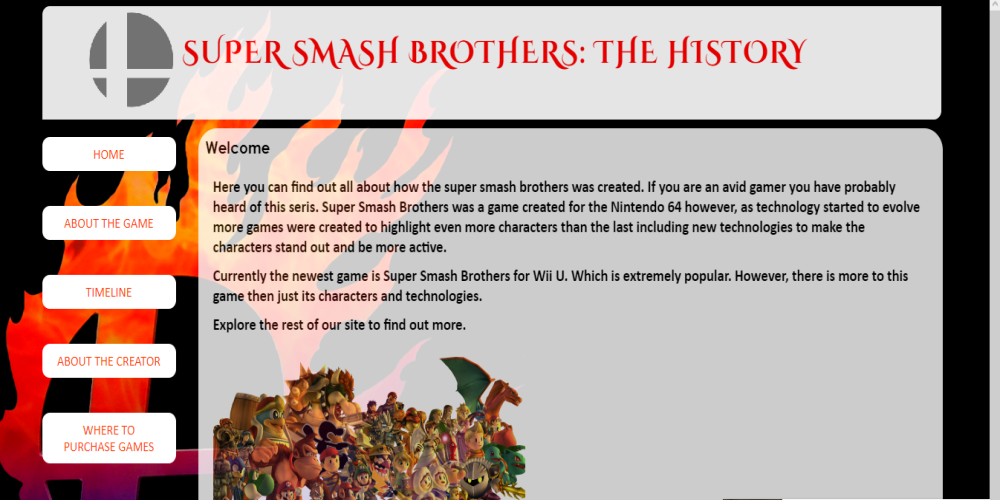 SUPER SMASH BROTHERS: THE HISTORY
HOME
ABOUT THE GAME
TIMELINE
ABOUT THE CREATOR
WHERE TO
PURCHASE GAMES
Welcome
Here you can find out all about how the super smash brothers was created. If you are an avid gamer you have probably
heard of this seris. Super Smash Brothers was a game created for the Nintendo 64 however, as technology started to evolve
more games were created to highlight even more characters than the last including new technologies to make the
characters stand out and be more active.
Currently the newest game is Super Smash Brothers for Wii U. Which is extremely popular. However, there is more to this
game then just its characters and technologies.
Explore the rest of our site to find out more.